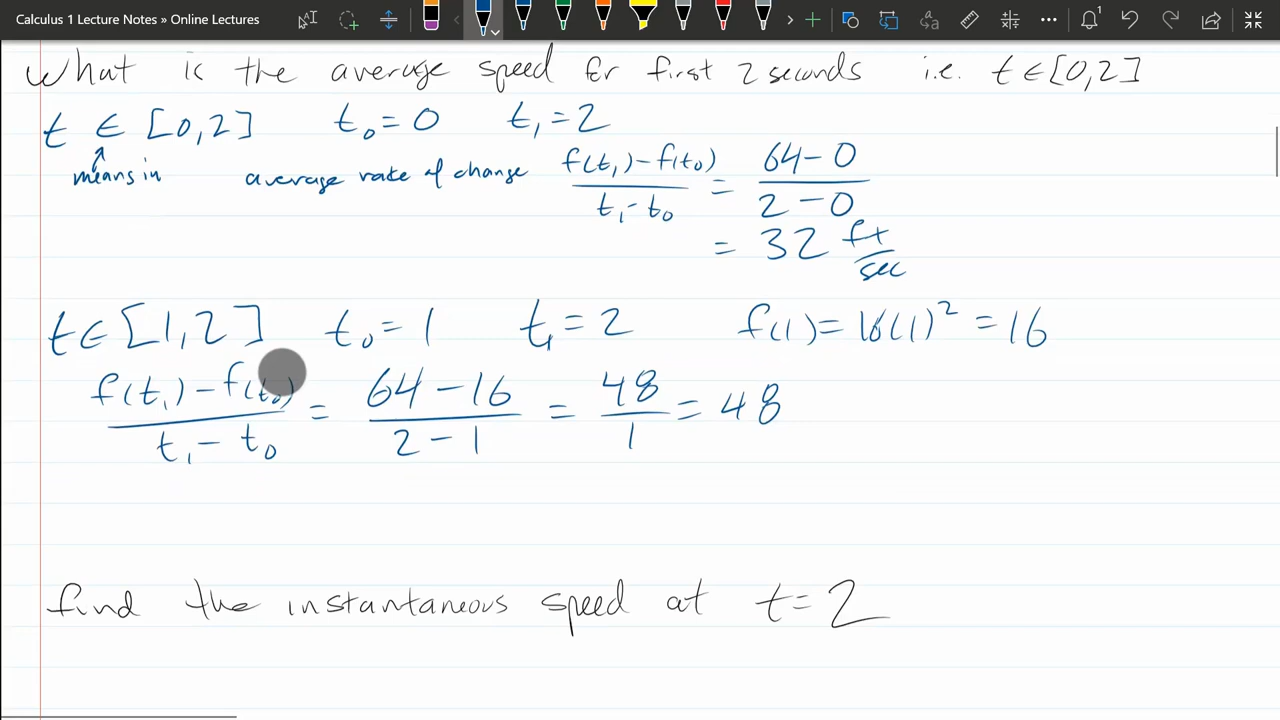 Calculus 1 Lecture Notes » Online Lectures
What is the average speed for first 2 seconds i.e. t ∈ [0,2]
t ∈ [0,2] t₀ = 0 t₁ = 2
means in
average rate of change f(t₁) - f(t₀) / t₁ - t₀ = 64 - 0 / 2 - 0
= 32 ft/sec
t ∈ [1,2] t₀ = 1 t₁ = 2 f(1) = 16(1)² = 16
f(t₁) - f(t₀) / t₁ - t₀ = 64 - 16 / 2 - 1 = 48 / 1 = 48
find the instantaneous speed at t = 2